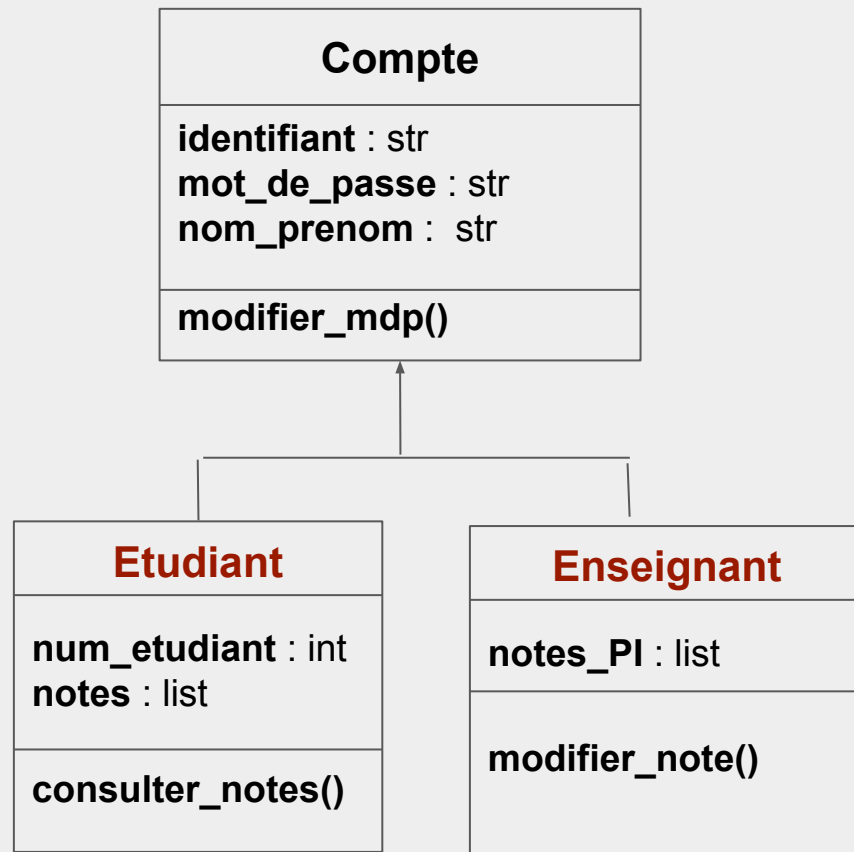 Compte
identifiant : str
mot_de_passe : str
nom_prenom : str
modifier_mdp()
Etudiant
num_etudiant : int
notes : list
consulter_notes()
Enseignant
notes_PI : list
modifier_note()